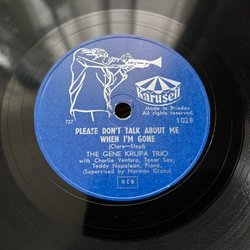 Karusell
Made in Sweden
All rights reserved.
727
1028
PLEASE DON'T TALK ABOUT ME
WHEN I'M GONE
(Clare—Stept)
THE GENE KRUPA TRIO
with Charlie Ventura, Tenor Sax;
Teddy Napoleon, Piano.
(Supervised by Norman Granz)
NCB